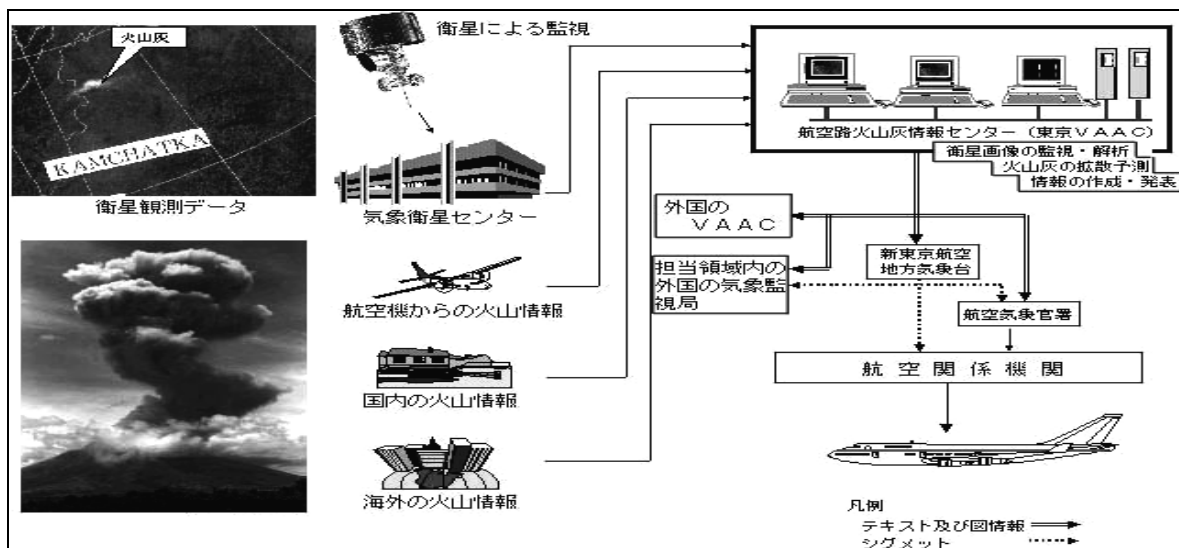 火山灰
KAMCHATKA
衛星観測データ
衛星による監視
気象衛星センター
航空機からの火山情報
国内の火山情報
海外の火山情報
航空路火山灰情報センター（東京ＶＡＡＣ）
衛星画像の監視・解析
火山灰の拡散予測
情報の作成・発表
外国の
ＶＡＡＣ
担当領域内の
外国の気象監
視局
新東京航空
地方気象台
航空気象官署
航空関係機関
凡例
テキスト及び図情報
シグメット